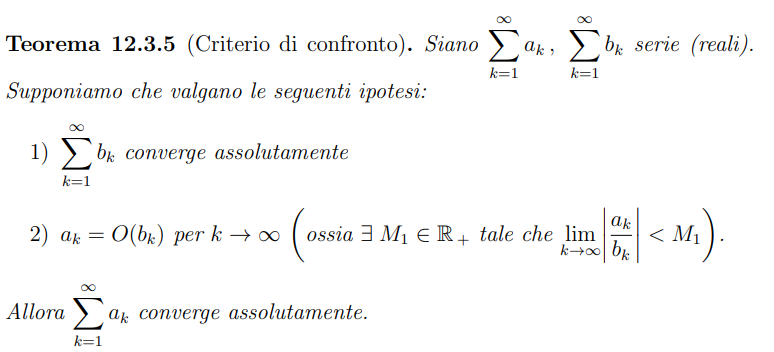 Teorema 12.3.5 (Criterio di confronto). Siano $\sum_{k=1}^{\infty} a_k$, $\sum_{k=1}^{\infty} b_k$ serie (reali).
Supponiamo che valgano le seguenti ipotesi:
1) $\sum_{k=1}^{\infty} b_k$ converge assolutamente
2) $a_k = O(b_k)$ per $k \to \infty$ $\left( \text{ossia } \exists\, M_1 \in \mathbb{R}_+ \text{ tale che } \lim_{k \to \infty} \left| \frac{a_k}{b_k} \right| < M_1 \right)$.
Allora $\sum_{k=1}^{\infty} a_k$ converge assolutamente.